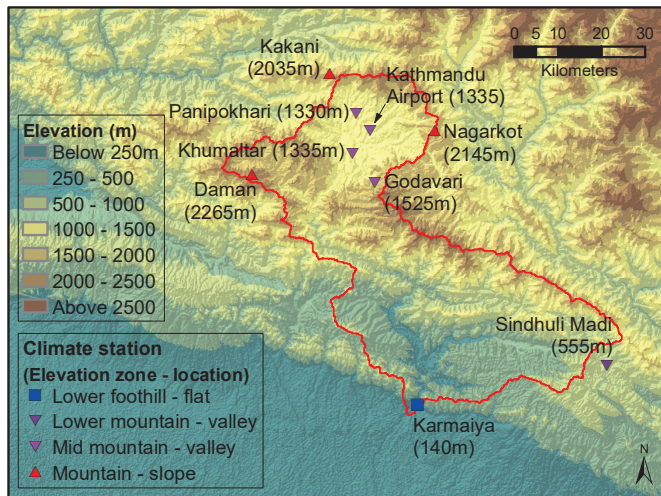 Kakani
(2035m)
0 5 10 20 30
Kilometers
Kathmandu
Airport (1335)
Panipokhari (1330m)
Nagarkot
(2145m)
Khumaltar (1335m)
Daman
(2265m)
Godavari
(1525m)
Elevation (m)
Below 250m
250 - 500
500 - 1000
1000 - 1500
1500 - 2000
2000 - 2500
Above 2500
Sindhuli Madi
(555m)
Climate station
(Elevation zone - location)
Lower foothill - flat
Lower mountain - valley
Mid mountain - valley
Mountain - slope
Karmaiya
(140m)
N